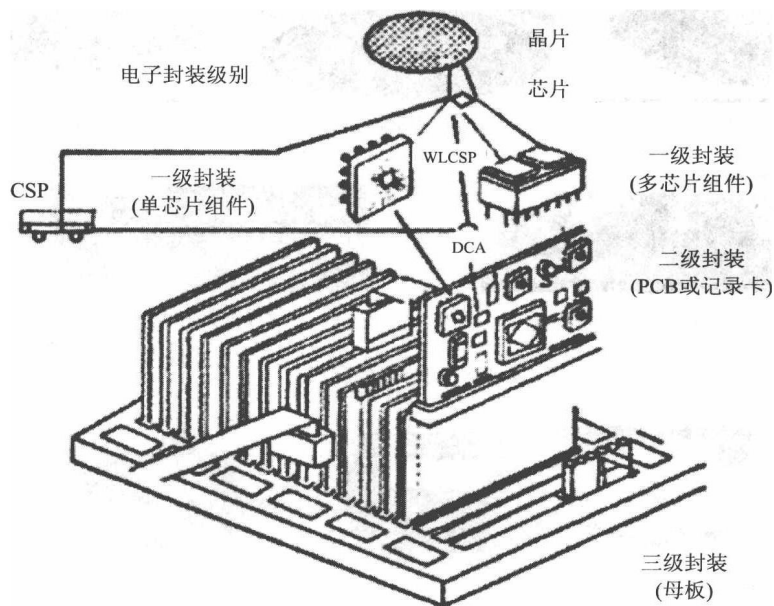 晶片
电子封装级别
芯片
WLCSP
一级封装
(单芯片组件)
一级封装
(多芯片组件)
CSP
DCA
二级封装
(PCB或记录卡)
三级封装
(母板)